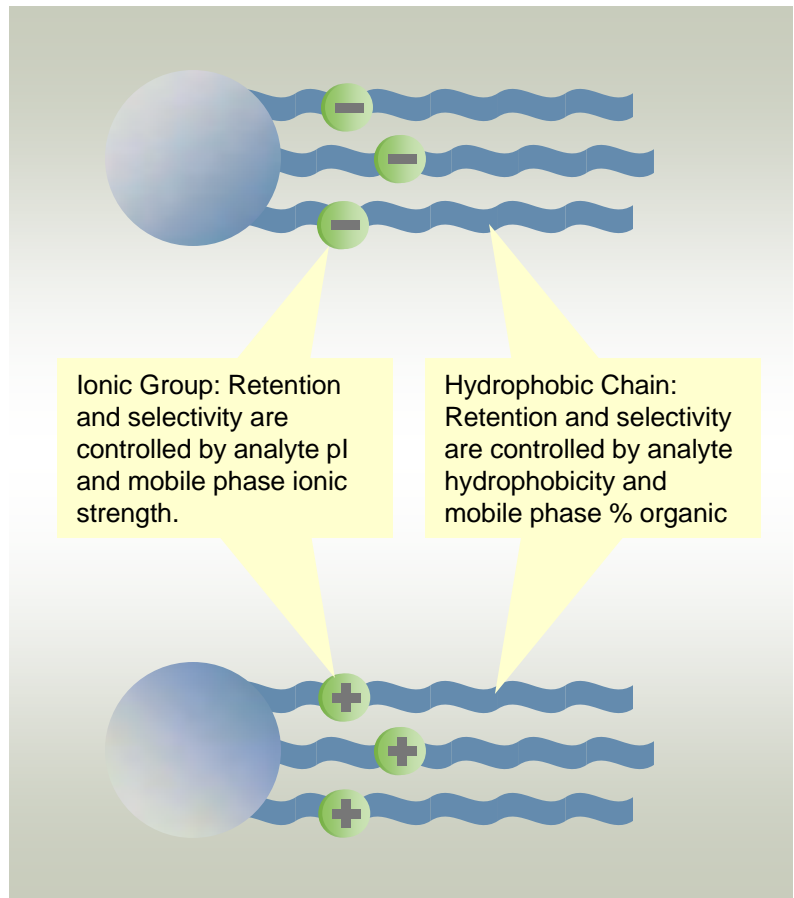 Ionic Group: Retention
and selectivity are
controlled by analyte pI
and mobile phase ionic
strength.
Hydrophobic Chain:
Retention and selectivity
are controlled by analyte
hydrophobicity and
mobile phase % organic